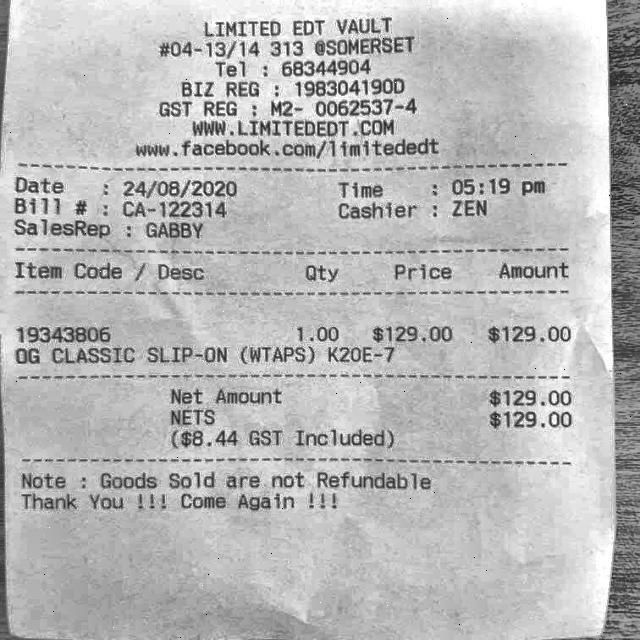 LIMITED EDT VAULT
#04-13/14 313 @SOMERSET
Tel : 68344904
BIZ REG : 198304190D
GST REG : M2- 0062537-4
WWW.LIMITEDEDT.COM
www.facebook.com/limitededt
Date : 24/08/2020 Time : 05:19 pm
Bill # : CA-122314 Cashier : ZEN
SalesRep : GABBY
Item Code / Desc Qty Price Amount
19343806 1.00 $129.00 $129.00
OG CLASSIC SLIP-ON (WTAPS) K20E-7
Net Amount $129.00
NETS $129.00
($8.44 GST Included)
Note : Goods Sold are not Refundable
Thank You !!! Come Again !!!